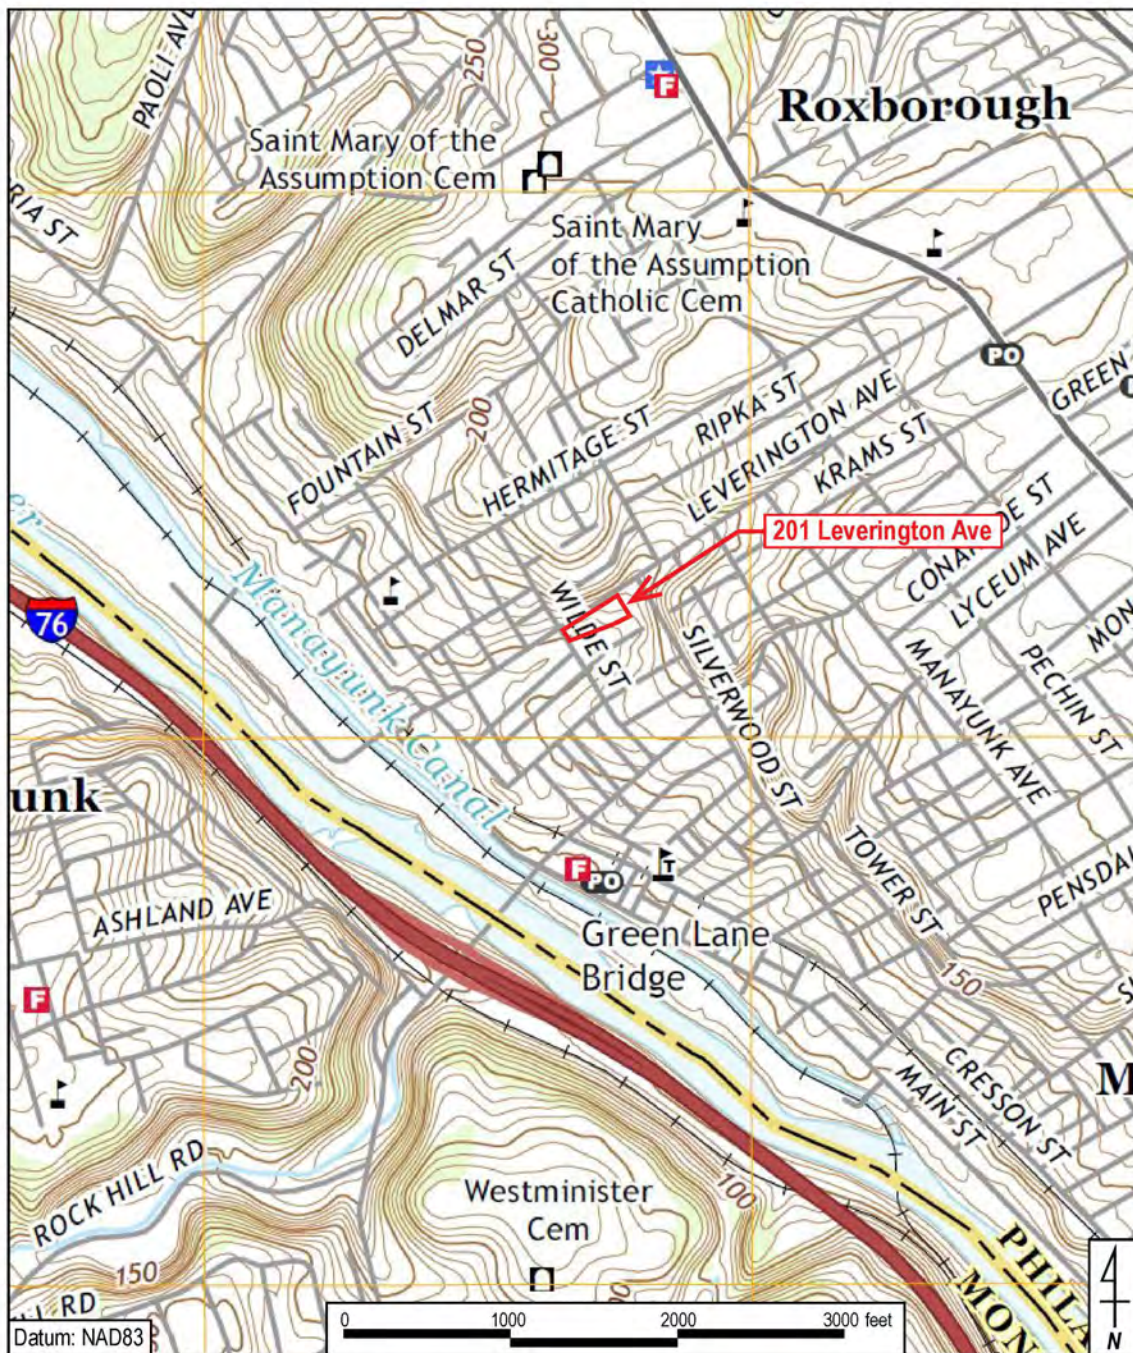 PAOLI AVE
250
300
F
Roxborough
Saint Mary of the
Assumption Cem
RIA ST
Saint Mary
of the Assumption
Catholic Cem
DELMAR ST
PO
GREEN
FOUNTAIN ST
200
HERMITAGE ST
RIPKA ST
LEVERINGTON AVE
KRAMS ST
201 Leverington Ave
CONA
DE ST
LYCEUM AVE
MON
er
76
Manayunk Canal
WILDE ST
SILVERWOOD ST
MANAYUNK AVE
PECHIN ST
unk
F
PO
T
TOWER ST
PENSDA
ASHLAND AVE
Green Lane
Bridge
150
F
200
CRESSON ST
MAIN ST
M
ROCK HILL RD
100
Westminister
Cem
150
PHILA
MON
LL RD
Datum: NAD83
0 1000 2000 3000 feet
N